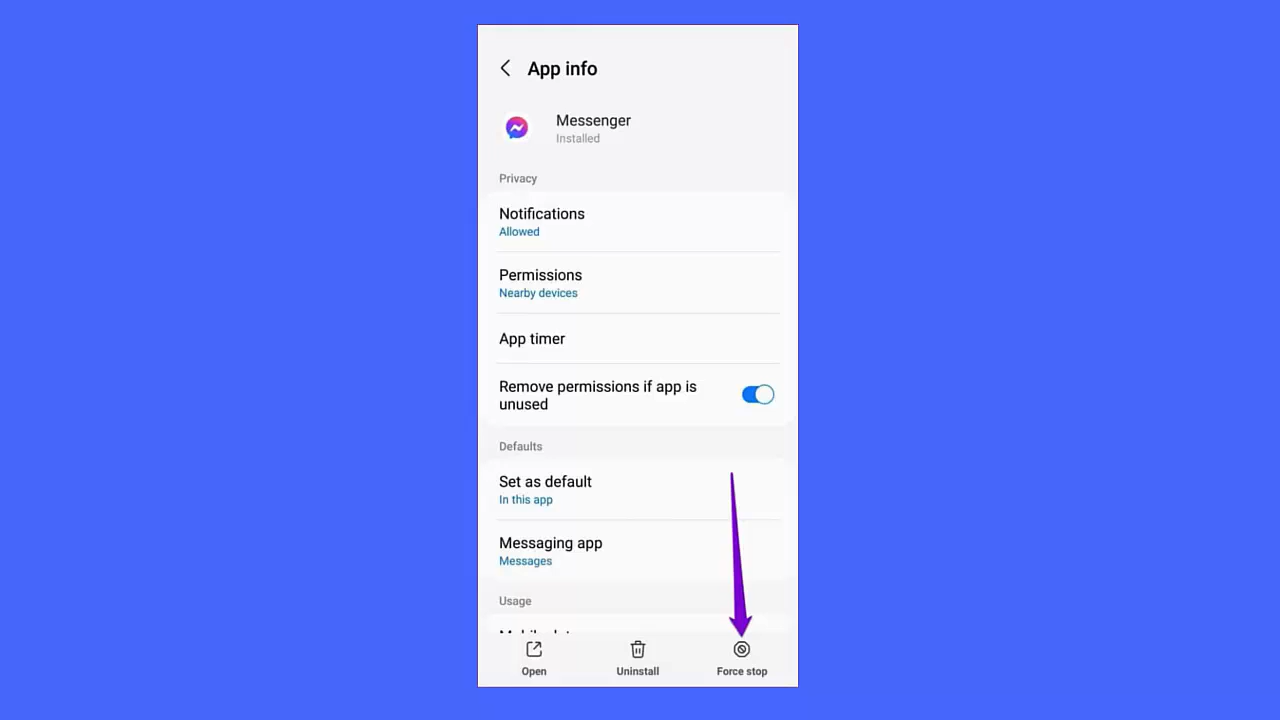 App info
Messenger
Installed
Privacy
Notifications
Allowed
Permissions
Nearby devices
App timer
Remove permissions if app is
unused
Defaults
Set as default
In this app
Messaging app
Messages
Usage
Open
Uninstall
Force stop